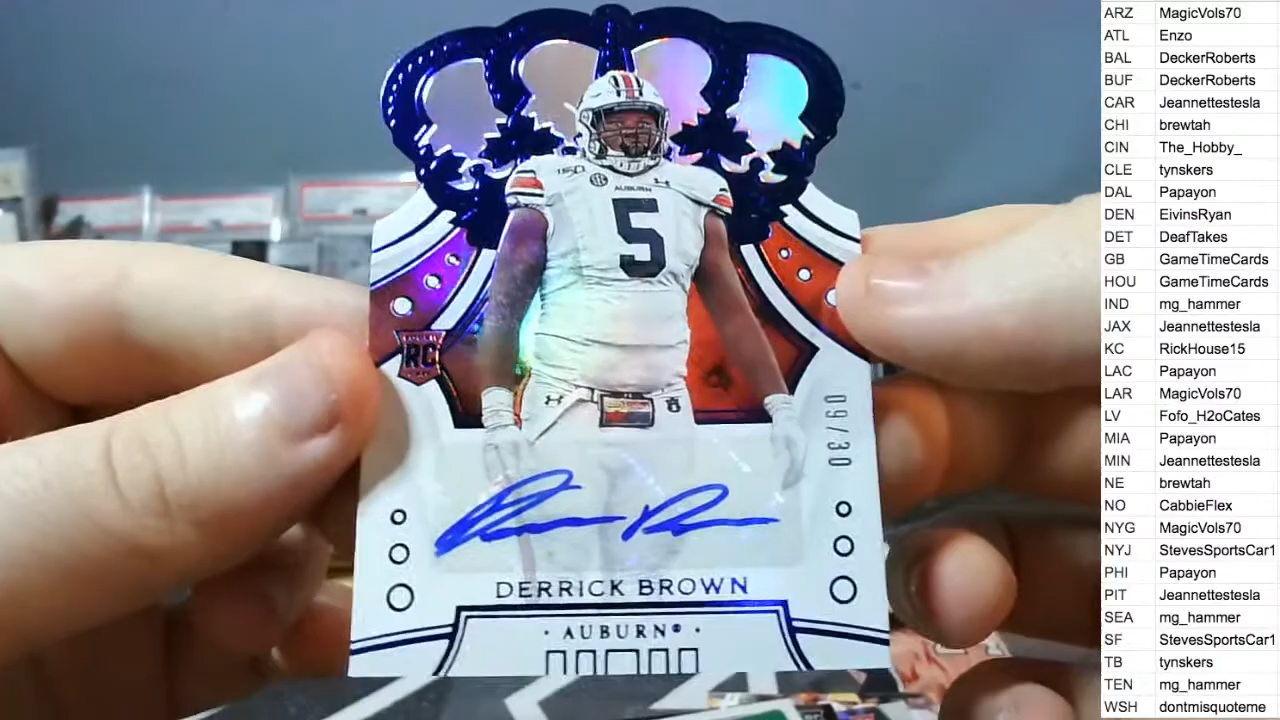 150
SEC
AUBURN
5
RC
09/30
DERRICK BROWN
· AUBURN® ·
ARZ MagicVols70
ATL Enzo
BAL DeckerRoberts
BUF DeckerRoberts
CAR Jeannettestesla
CHI brewtah
CIN The_Hobby_
CLE tynskers
DAL Papayon
DEN EivinsRyan
DET DeafTakes
GB GameTimeCards
HOU GameTimeCards
IND mg_hammer
JAX Jeannettestesla
KC RickHouse15
LAC Papayon
LAR MagicVols70
LV Fofo_H2oCates
MIA Papayon
MIN Jeannettestesla
NE brewtah
NO CabbieFlex
NYG MagicVols70
NYJ StevesSportsCar1
PHI Papayon
PIT Jeannettestesla
SEA mg_hammer
SF StevesSportsCar1
TB tynskers
TEN mg_hammer
WSH dontmisquoteme